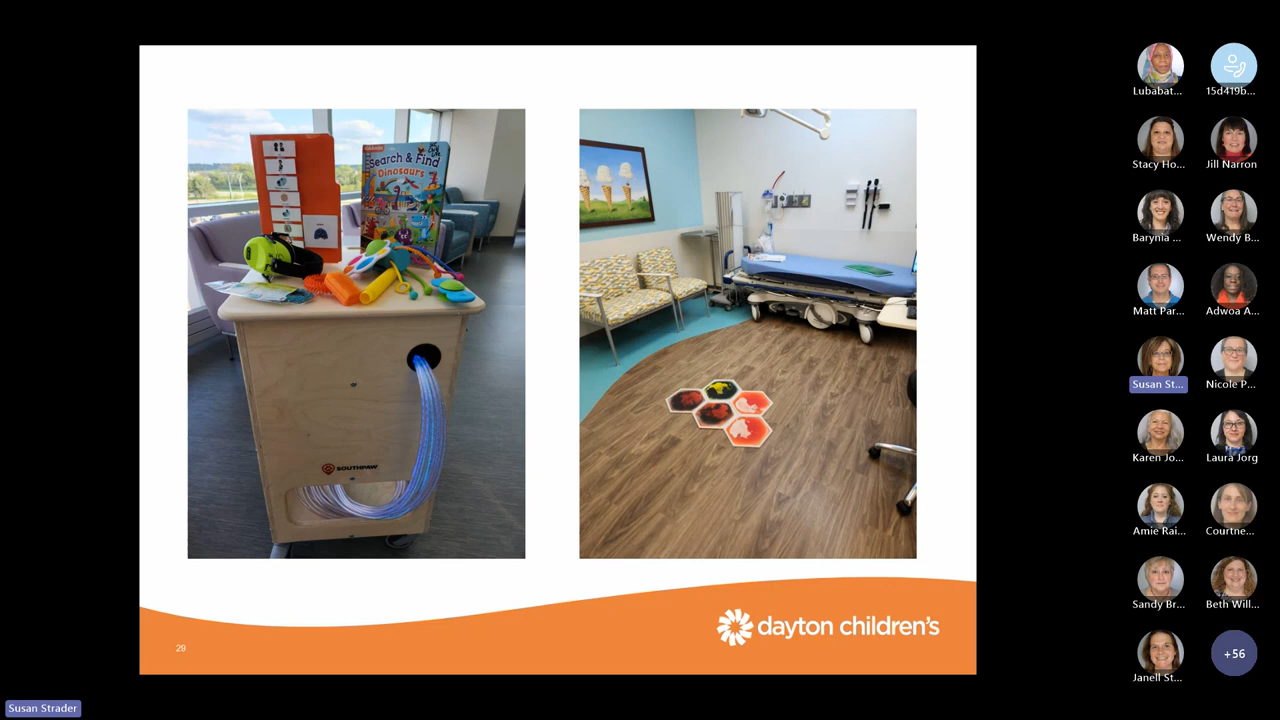 Search & Find
Dinosaurs
SOUTHPAW
dayton children's
29
Lubabat...
15d419b...
Stacy Ho...
Jill Narron
Barynia ...
Wendy B...
Matt Par...
Adwoa A...
Susan St...
Nicole P...
Karen Jo...
Laura Jorg
Amie Rai...
Courtne...
Sandy Br...
Beth Will...
Janell St...
+56
Susan Strader